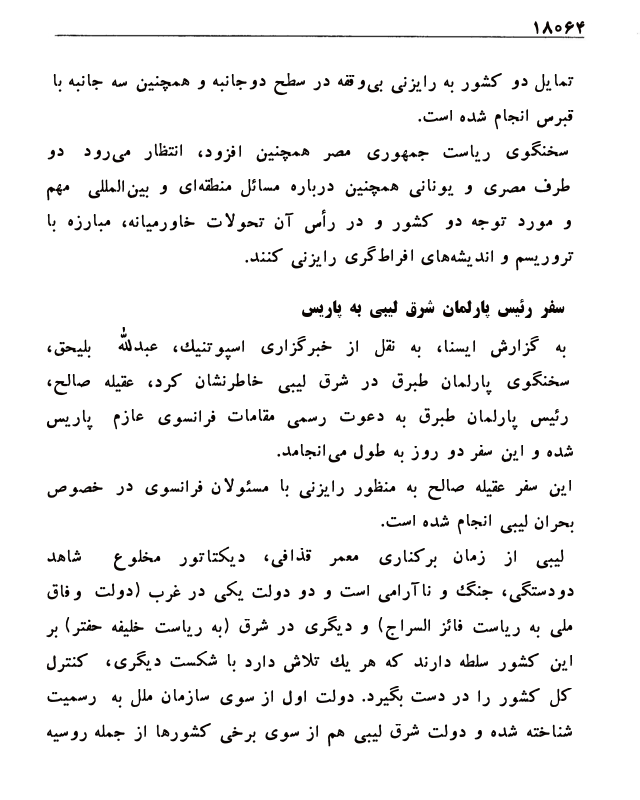 ۱۸۰۶۴
تمایل دو کشور به رایزنی بی‌وقفه در سطح دوجانبه و همچنین سه جانبه با
قبرس انجام شده است.
سخنگوی ریاست جمهوری مصر همچنین افزود، انتظار می‌رود دو
طرف مصری و یونانی همچنین درباره مسائل منطقه‌ای و بین‌المللی مهم
و مورد توجه دو کشور و در رأس آن تحولات خاورمیانه، مبارزه با
تروریسم و اندیشه‌های افراط‌گری رایزنی کنند.
سفر رئیس پارلمان شرق لیبی به پاریس
به گزارش ایسنا، به نقل از خبرگزاری اسپوتنیك، عبدالله بلیحق،
سخنگوی پارلمان طبرق در شرق لیبی خاطرنشان کرد، عقیله صالح،
رئیس پارلمان طبرق به دعوت رسمی مقامات فرانسوی عازم پاریس
شده و این سفر دو روز به طول می‌انجامد.
این سفر عقیله صالح به منظور رایزنی با مسئولان فرانسوی در خصوص
بحران لیبی انجام شده است.
لیبی از زمان برکناری معمر قذافی، دیکتاتور مخلوع شاهد
دودستگی، جنگ و ناآرامی است و دو دولت یکی در غرب (دولت وفاق
ملی به ریاست فائز السراج) و دیگری در شرق (به ریاست خلیفه حفتر) بر
این کشور سلطه دارند که هر یك تلاش دارد با شکست دیگری، کنترل
کل کشور را در دست بگیرد. دولت اول از سوی سازمان ملل به رسمیت
شناخته شده و دولت شرق لیبی هم از سوی برخی کشورها از جمله روسیه